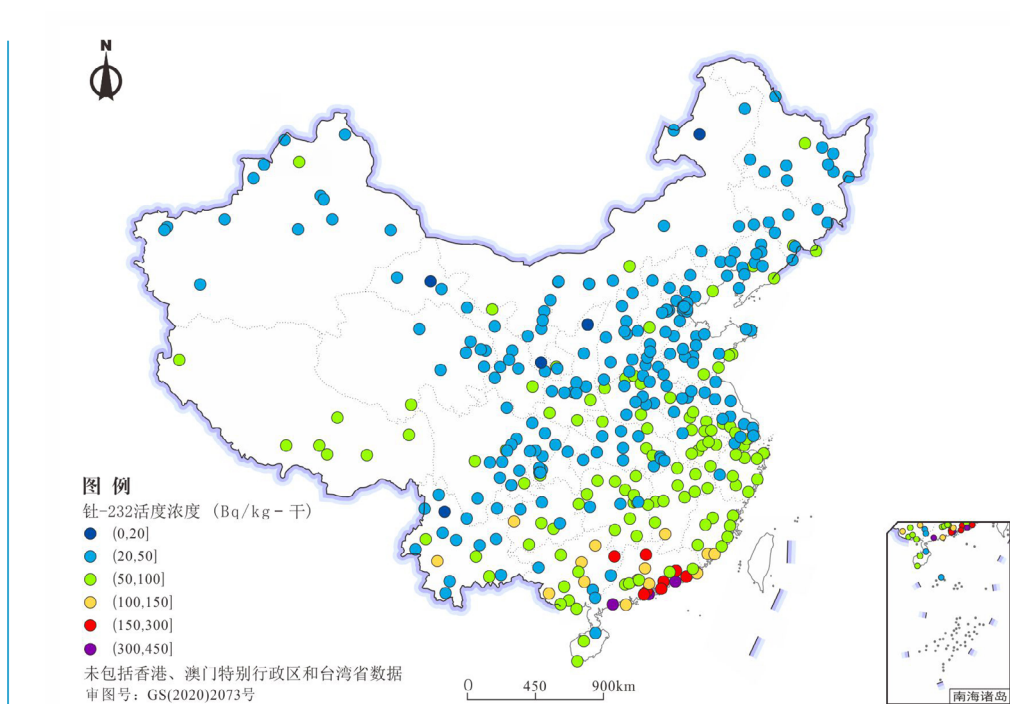 N
图 例
钍-232活度浓度 (Bq/kg-干)
(0,20]
(20,50]
(50,100]
(100,150]
(150,300]
(300,450]
未包括香港、澳门特别行政区和台湾省数据
审图号: GS(2020)2073号
0 450 900km
南海诸岛